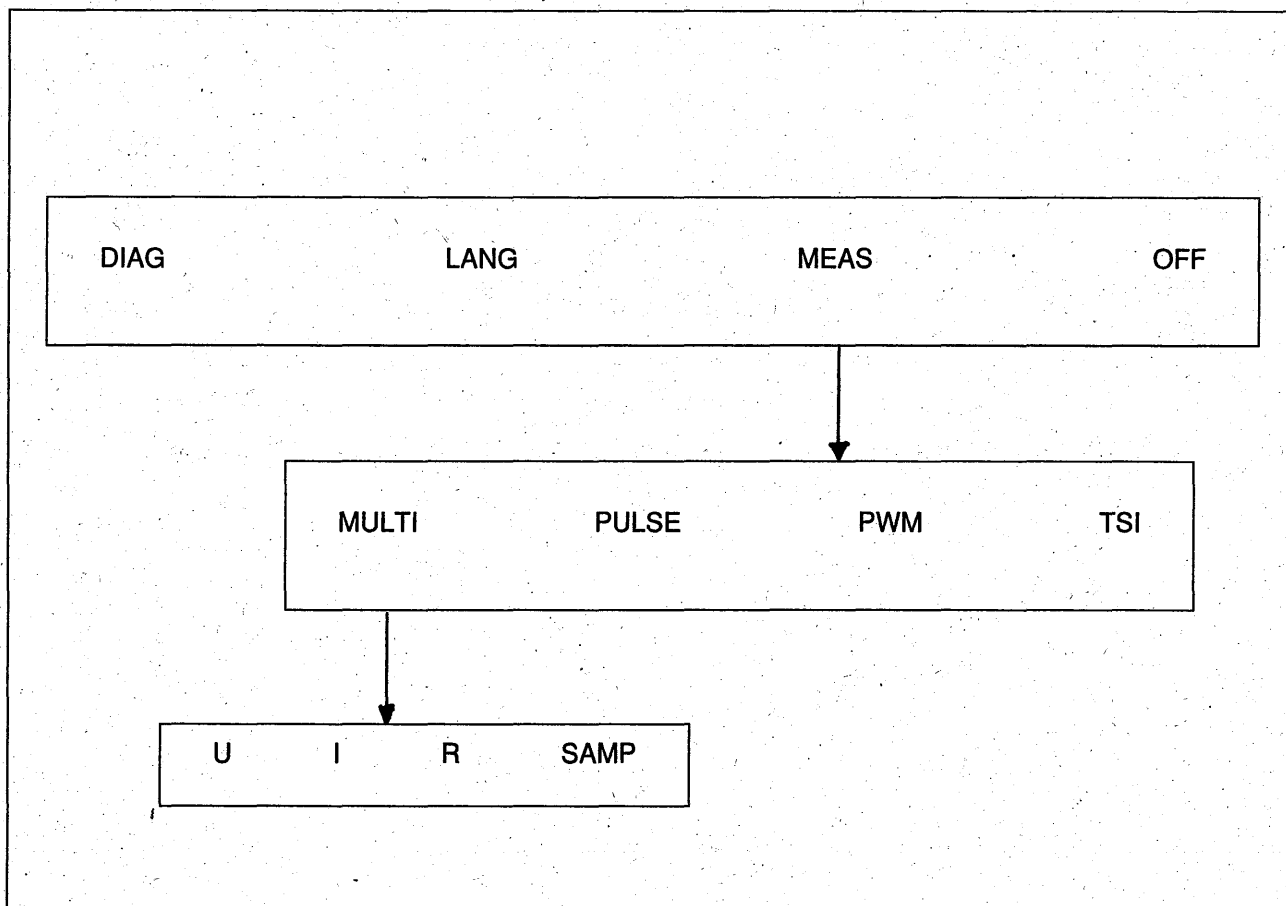 DIAG LANG MEAS OFF
MULTI PULSE PWM TSI
U I R SAMP